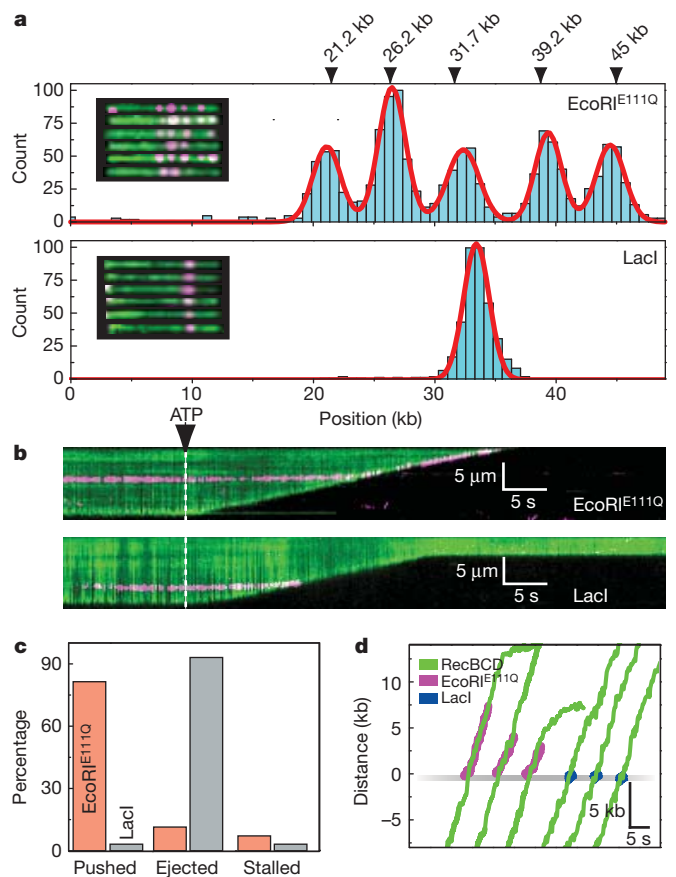 a
21.2 kb
26.2 kb
31.7 kb
39.2 kb
45 kb
100
75
50
25
0
Count
EcoRI^E111Q
100
75
50
25
0
Count
LacI
0
10
20
30
40
Position (kb)
ATP
b
5 μm
5 s
EcoRI^E111Q
5 μm
5 s
LacI
c
90
60
30
0
Percentage
EcoRI^E111Q
LacI
Pushed
Ejected
Stalled
d
RecBCD
EcoRI^E111Q
LacI
10
5
0
−5
Distance (kb)
5 kb
5 s